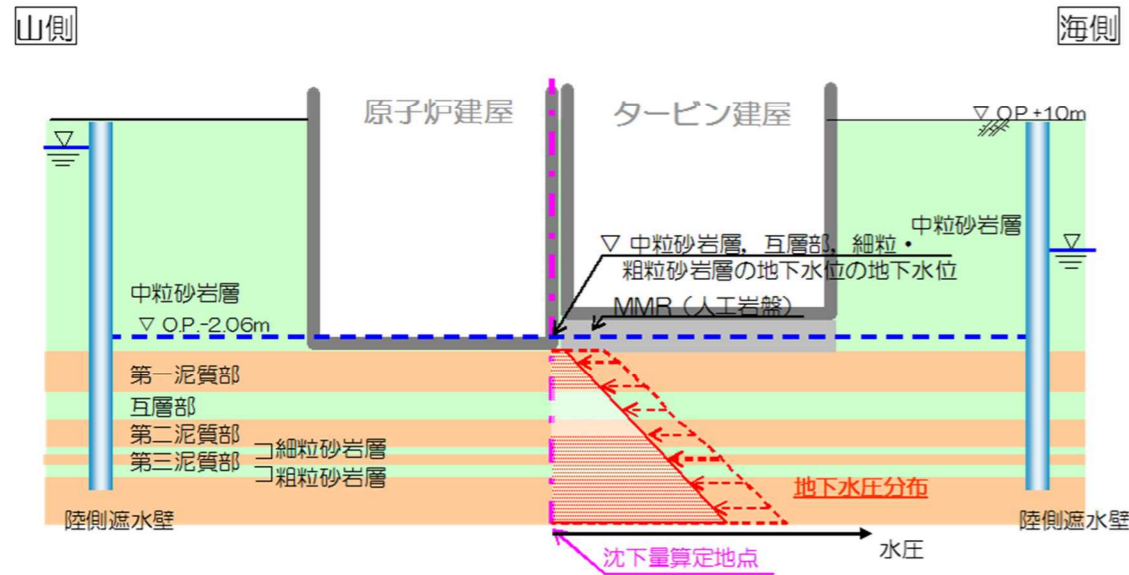 山側
海側
原子炉建屋
タービン建屋
▽ O.P.+10m
中粒砂岩層
▽ 中粒砂岩層，互層部，細粒・
粗粒砂岩層の地下水位の地下水位
MMR（人工岩盤）
中粒砂岩層
▽ O.P.-2.06m
第一泥質部
互層部
第二泥質部
細粒砂岩層
第三泥質部
粗粒砂岩層
地下水圧分布
陸側遮水壁
陸側遮水壁
水圧
沈下量算定地点